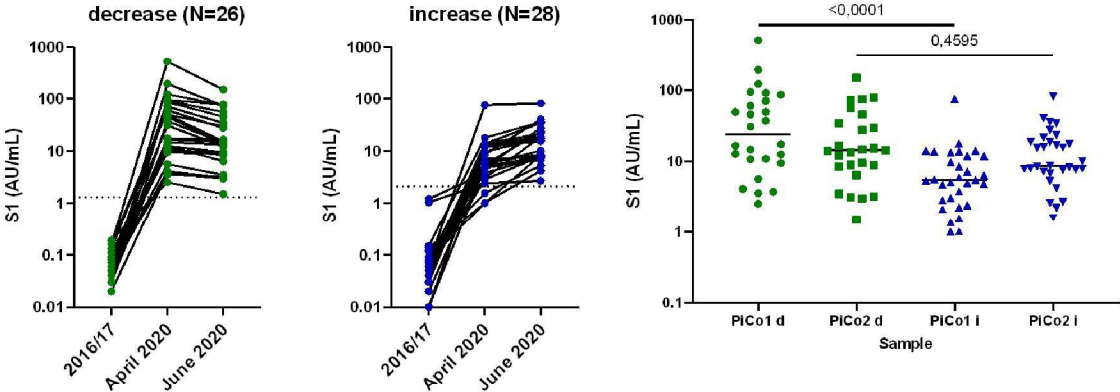 decrease (N=26)
S1 (AU/mL)
1000
100
10
1
0.1
0.01
2016/17
April 2020
June 2020
increase (N=28)
S1 (AU/mL)
1000
100
10
1
0.1
0.01
2016/17
April 2020
June 2020
<0,0001
0,4595
S1 (AU/mL)
1000
100
10
1
0.1
PiCo1 d
PiCo2 d
PiCo1 i
PiCo2 i
Sample